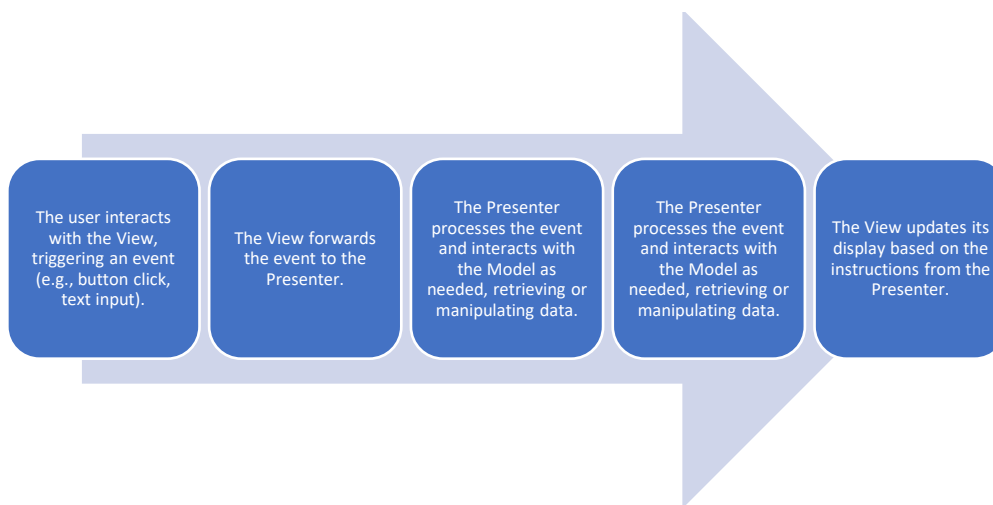 The user interacts
with the View,
triggering an event
(e.g., button click,
text input).
The View forwards
the event to the
Presenter.
The Presenter
processes the event
and interacts with
the Model as
needed, retrieving or
manipulating data.
The Presenter
processes the event
and interacts with
the Model as
needed, retrieving or
manipulating data.
The View updates its
display based on the
instructions from the
Presenter.